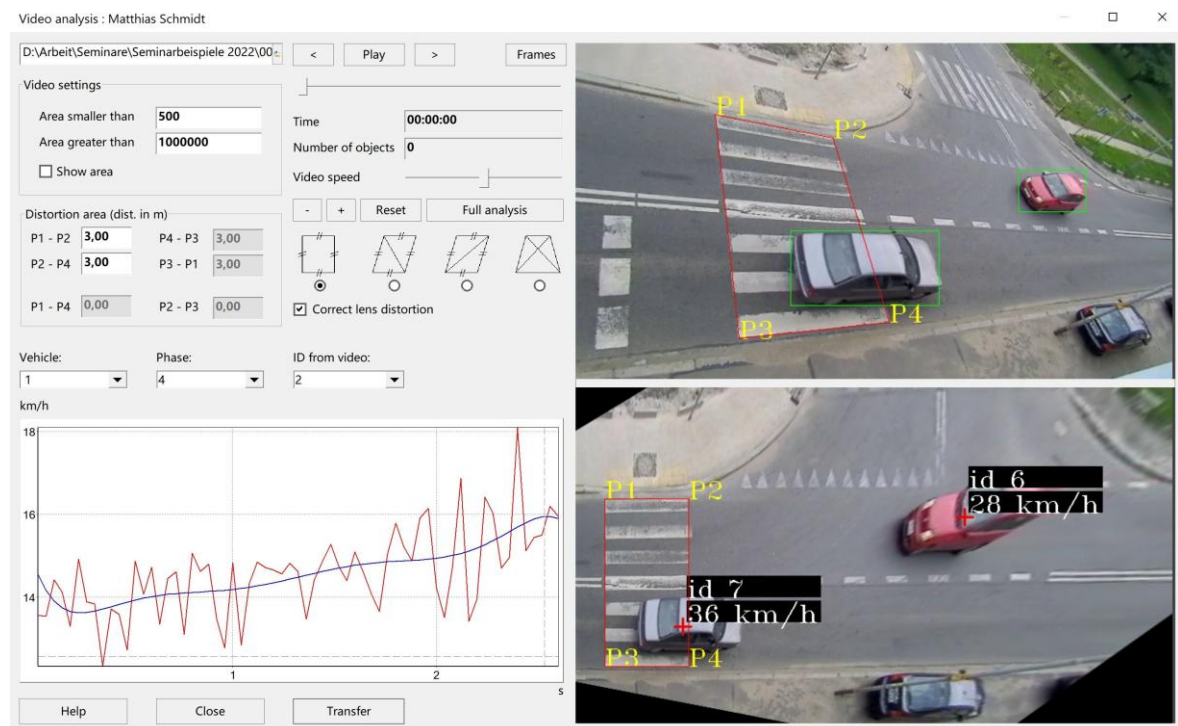 Video analysis : Matthias Schmidt
D:\Arbeit\Seminare\Seminarbeispiele 2022\00
< Play > Frames
Video settings
Area smaller than 500
Area greater than 1000000
Show area
Time 00:00:00
Number of objects 0
Video speed
- + Reset Full analysis
Distortion area (dist. in m)
P1 - P2 3,00 P4 - P3 3,00
P2 - P4 3,00 P3 - P1 3,00
P1 - P4 0,00 P2 - P3 0,00
Correct lens distortion
Vehicle: Phase: ID from video:
1 4 2
km/h
18
16
14
1 2
s
Help Close Transfer
P1
P2
P3
P4
id 6
28 km/h
P1 P2
id 7
36 km/h
P3 P4